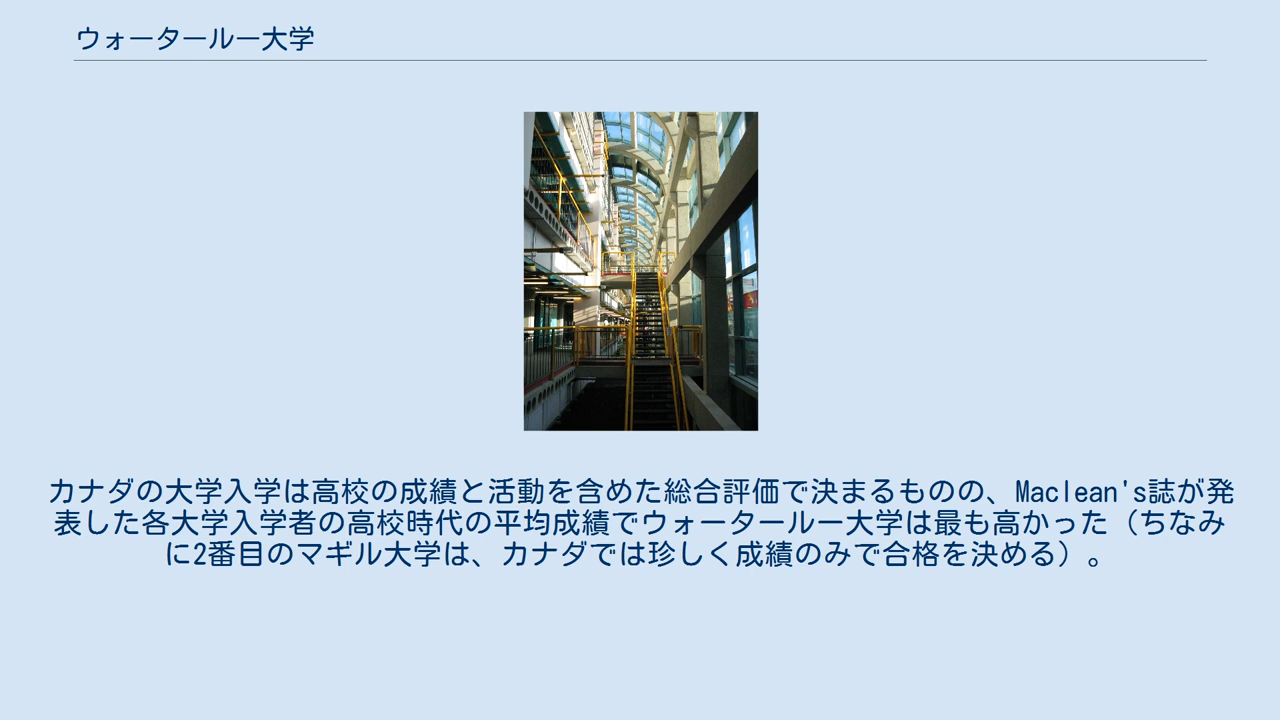 ウォータールー大学
カナダの大学入学は高校の成績と活動を含めた総合評価で決まるものの、Maclean's誌が発
表した各大学入学者の高校時代の平均成績でウォータールー大学は最も高かった（ちなみ
に2番目のマギル大学は、カナダでは珍しく成績のみで合格を決める）。